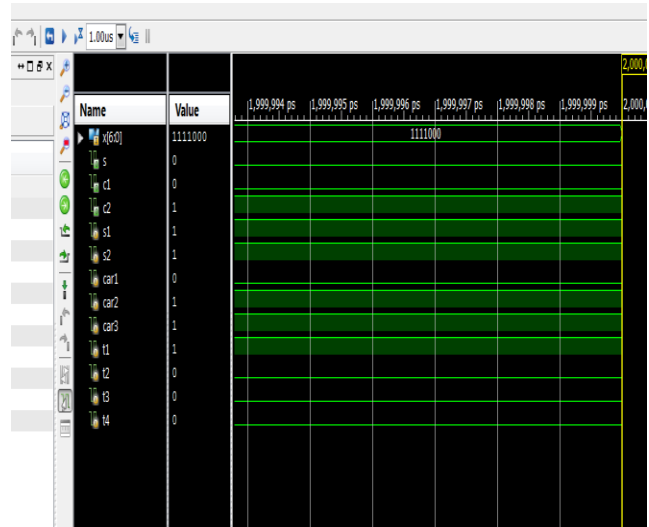 1.00us
2,000,0
1,999,994 ps 1,999,995 ps 1,999,996 ps 1,999,997 ps 1,999,998 ps 1,999,999 ps 2,000,0
Name Value
x[6:0] 1111000 1111000
s 0
c1 0
c2 1
s1 1
s2 1
car1 0
car2 1
car3 1
t1 1
t2 0
t3 0
t4 0